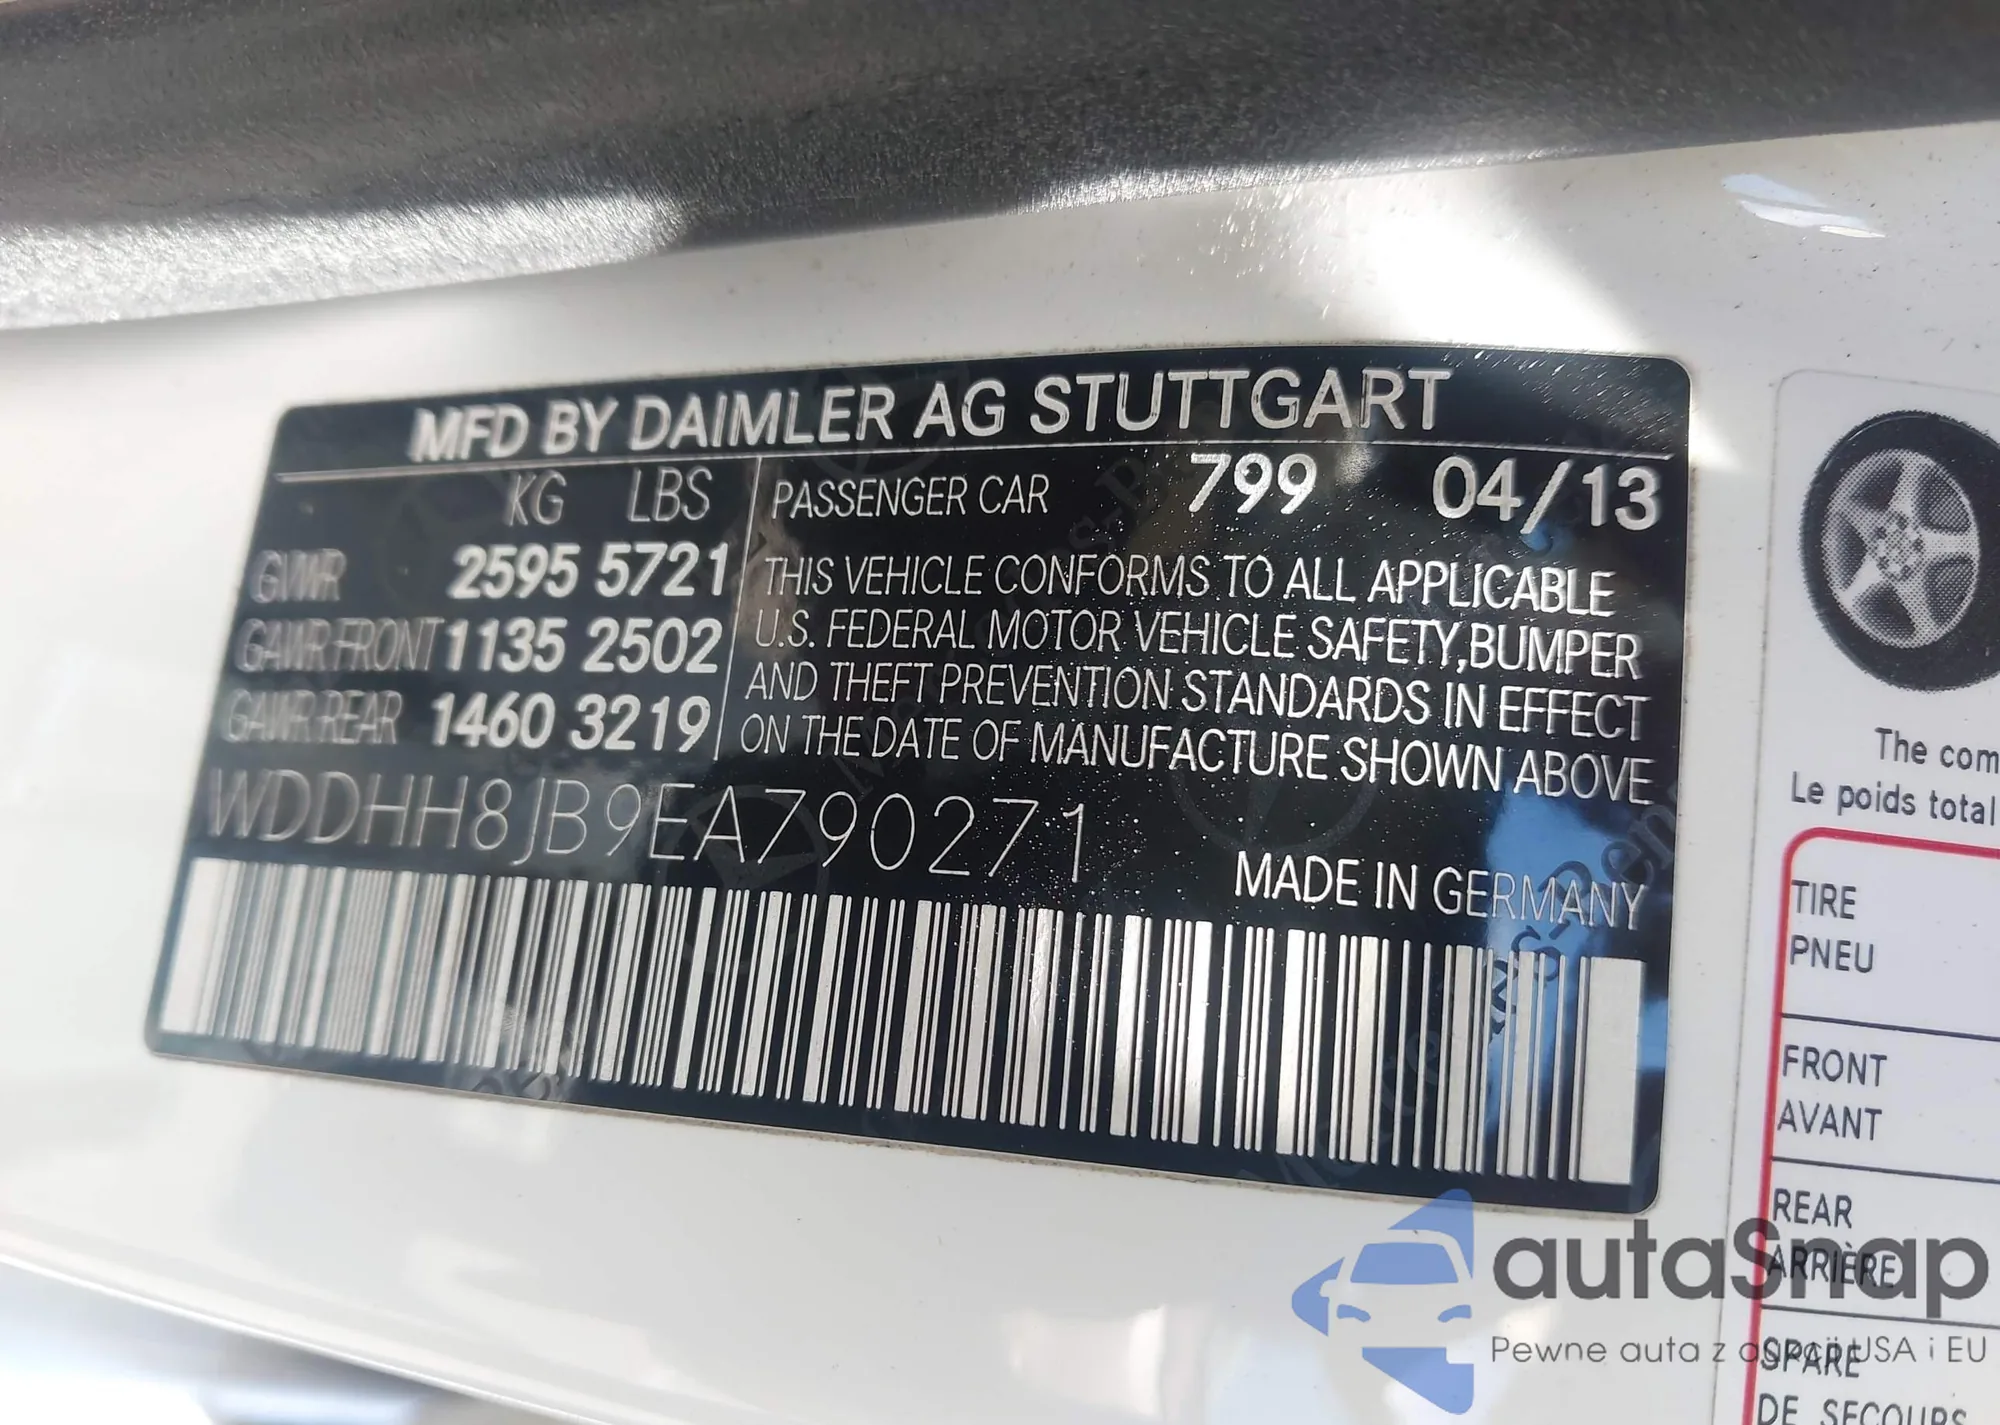 MFD BY DAIMLER AG STUTTGART
KG LBS
GVWR 2595 5721
GAWR FRONT 1135 2502
GAWR REAR 1460 3219
PASSENGER CAR 799 04/13
THIS VEHICLE CONFORMS TO ALL APPLICABLE
U.S. FEDERAL MOTOR VEHICLE SAFETY,BUMPER
AND THEFT PREVENTION STANDARDS IN EFFECT
ON THE DATE OF MANUFACTURE SHOWN ABOVE
WDDHH8JB9EA790271
MADE IN GERMANY
The com
Le poids total
TIRE
PNEU
FRONT
AVANT
REAR
ARRIÈRE
SPARE
DE SECOURS
autaSnap
Pewne auta z aukcji USA i EU